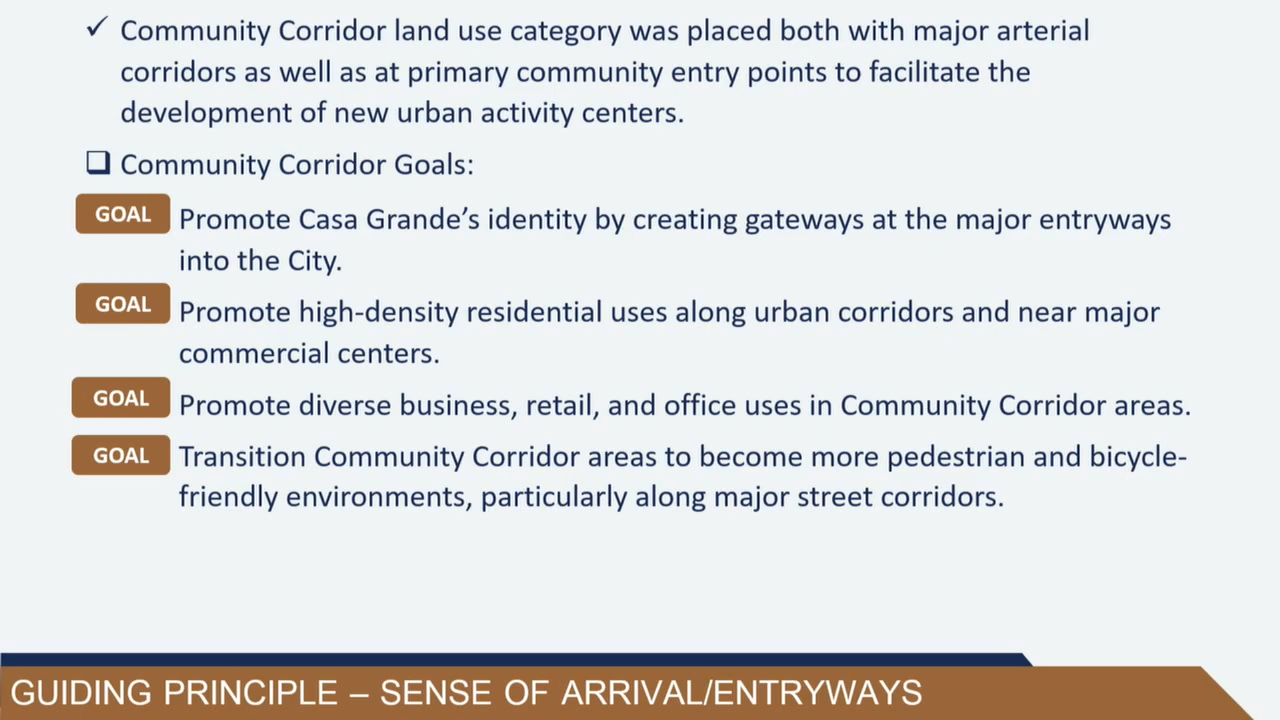 ✓ Community Corridor land use category was placed both with major arterial
corridors as well as at primary community entry points to facilitate the
development of new urban activity centers.
❑ Community Corridor Goals:
GOAL Promote Casa Grande’s identity by creating gateways at the major entryways
into the City.
GOAL Promote high-density residential uses along urban corridors and near major
commercial centers.
GOAL Promote diverse business, retail, and office uses in Community Corridor areas.
GOAL Transition Community Corridor areas to become more pedestrian and bicycle-
friendly environments, particularly along major street corridors.
GUIDING PRINCIPLE – SENSE OF ARRIVAL/ENTRYWAYS